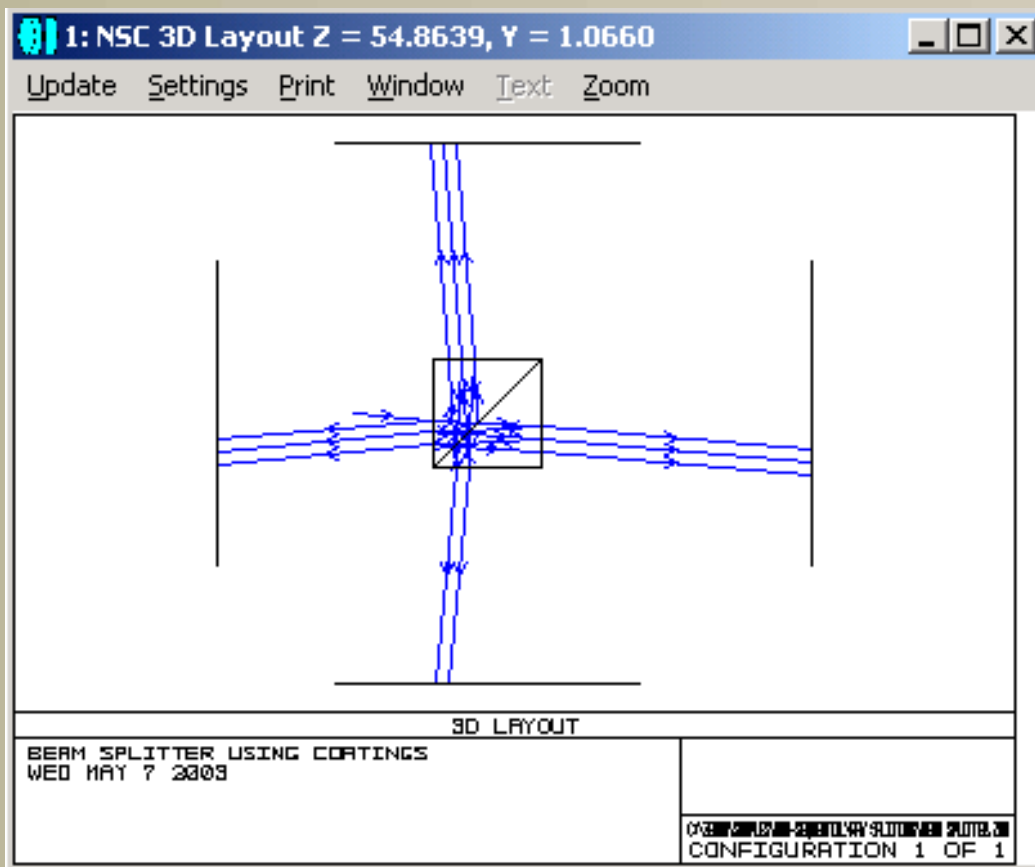 1: NSC 3D Layout Z = 54.8639, Y = 1.0660
Update Settings Print Window Text Zoom
3D LAYOUT
BEAM SPLITTER USING COATINGS
WED MAY 7 2003
CONFIGURATION 1 OF 1